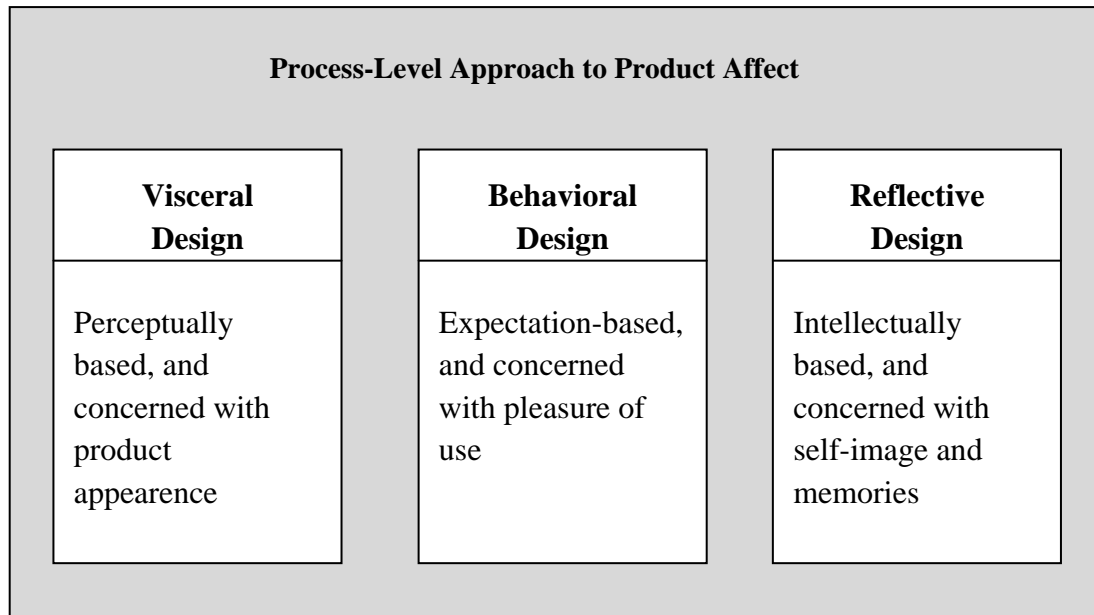 Process-Level Approach to Product Affect
Visceral
Design
Perceptually
based, and
concerned with
product
appearence
Behavioral
Design
Expectation-based,
and concerned
with pleasure of
use
Reflective
Design
Intellectually
based, and
concerned with
self-image and
memories